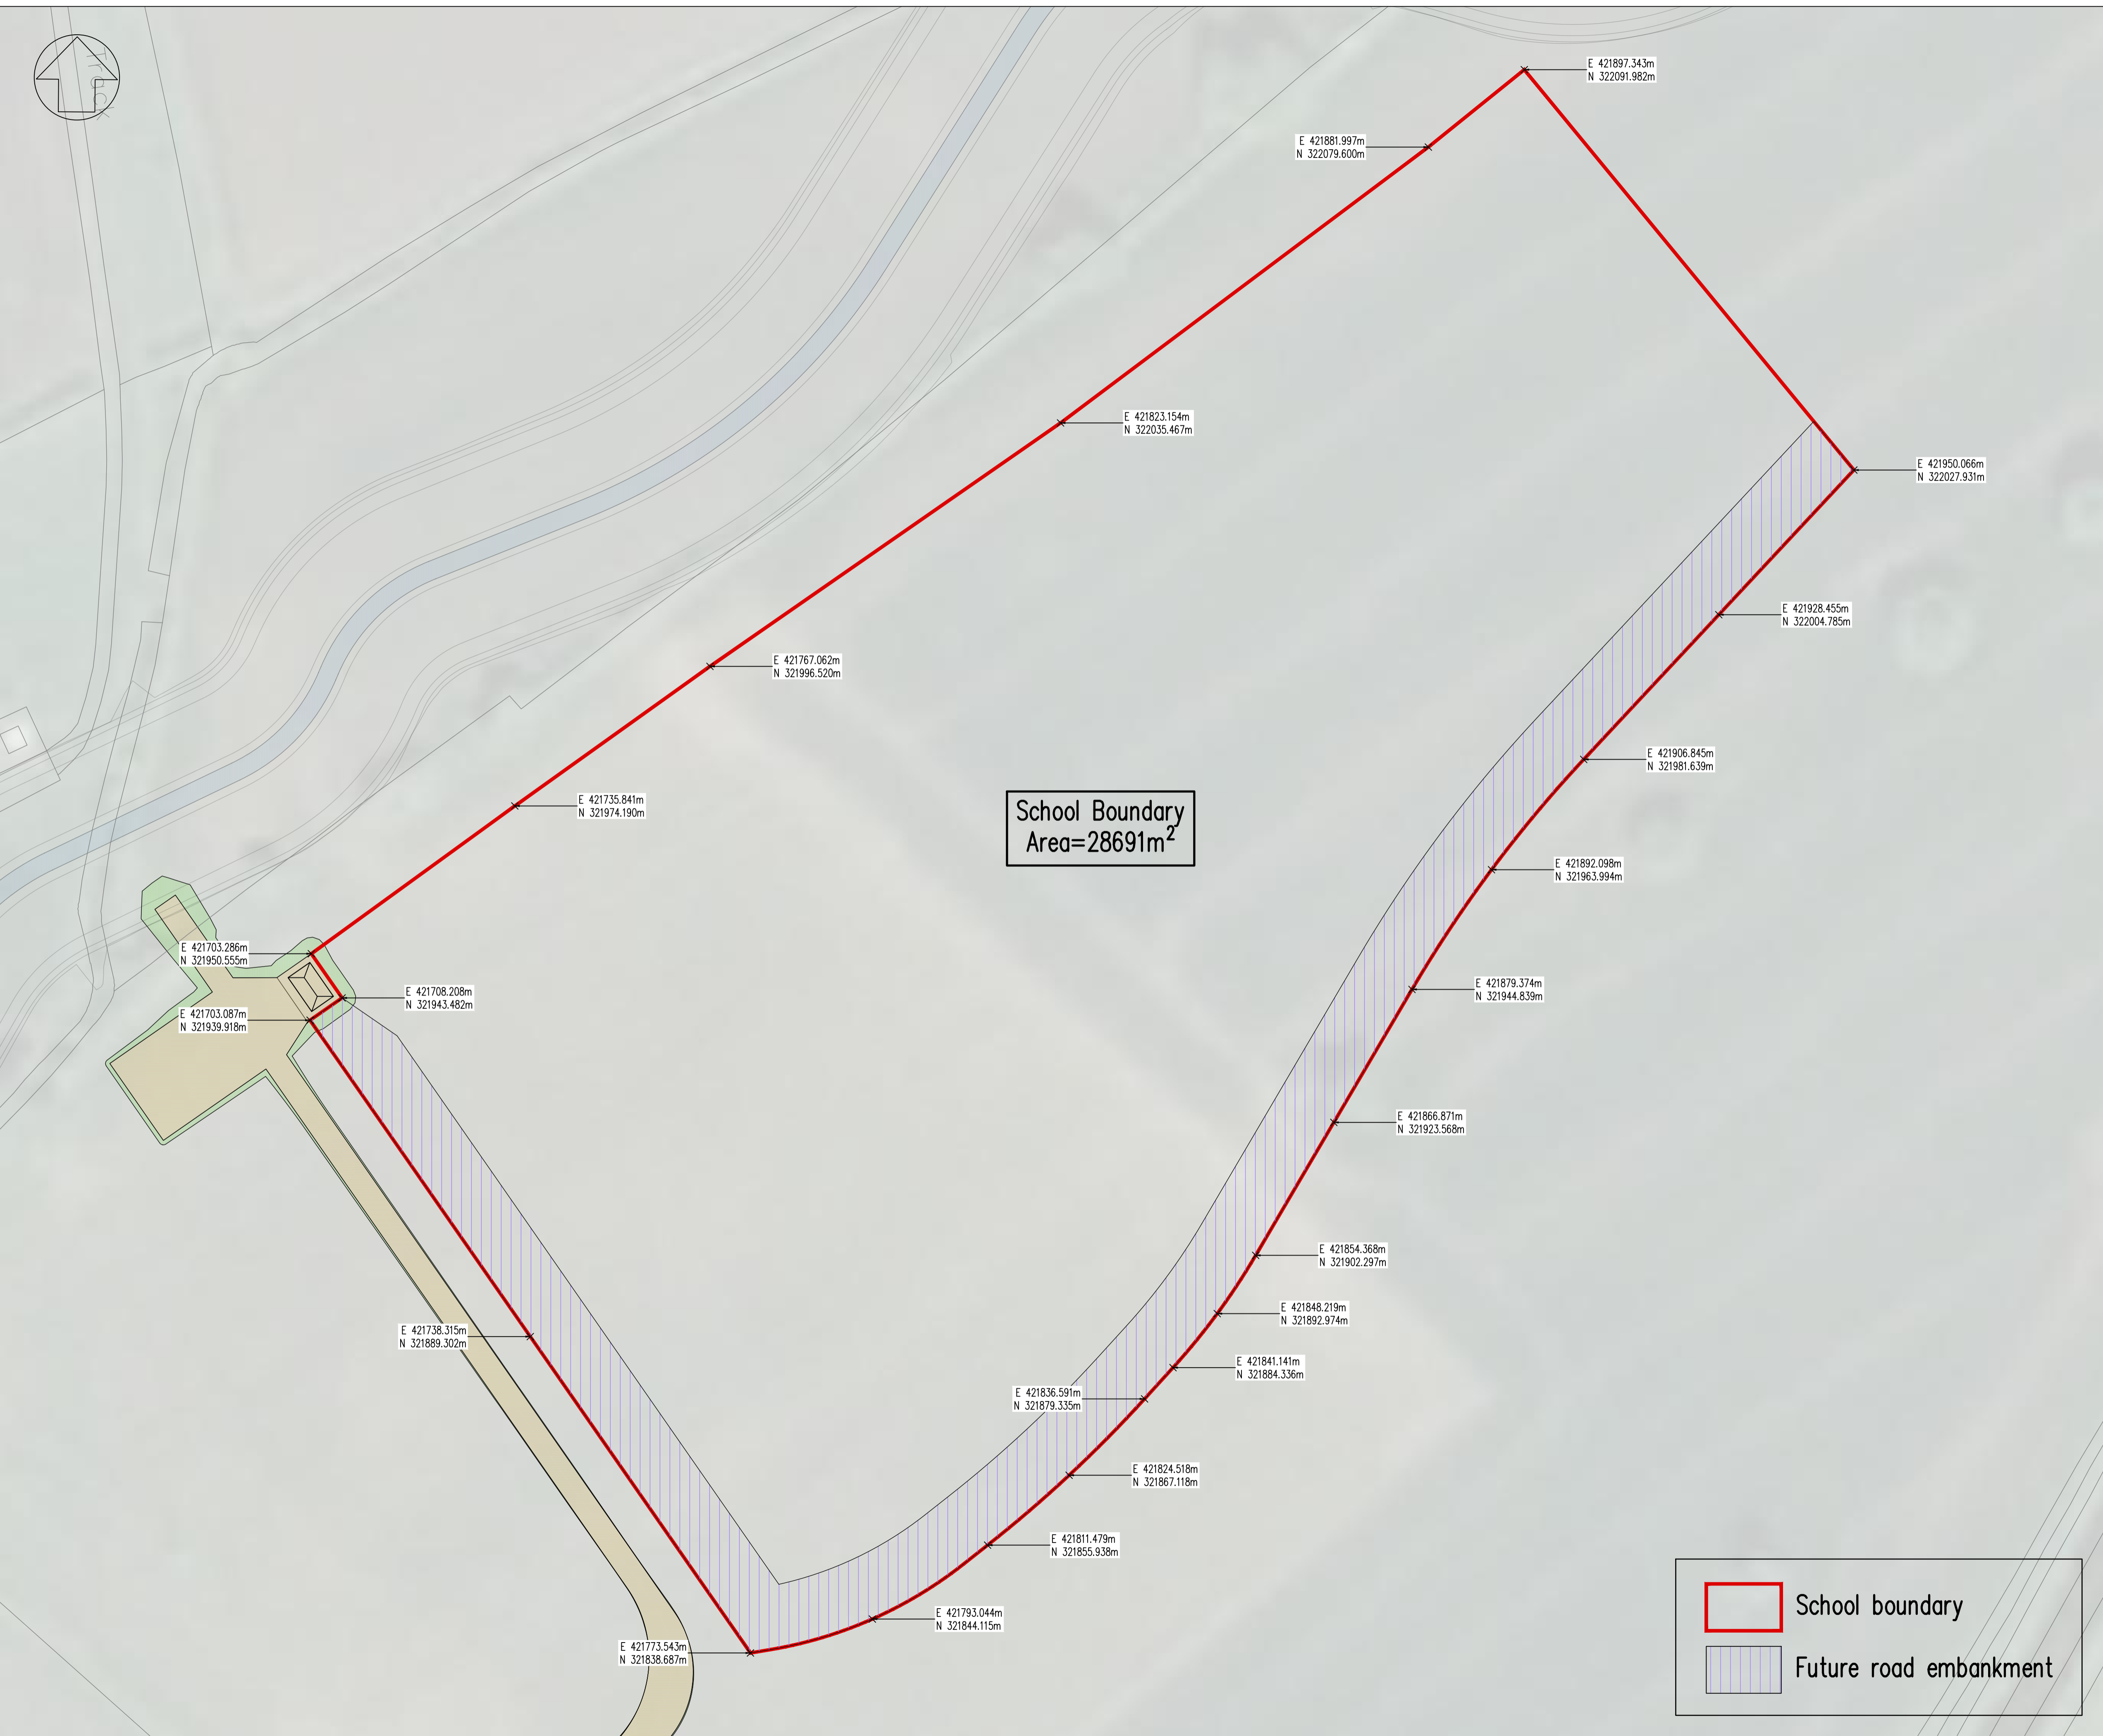 Track
E 421897.343m
N 322091.982m
E 421881.997m
N 322079.600m
E 421823.154m
N 322035.467m
E 421950.066m
N 322027.931m
E 421928.455m
N 322004.785m
E 421767.062m
N 321996.520m
E 421906.845m
N 321981.639m
E 421735.841m
N 321974.190m
School Boundary
Area=28691m²
E 421892.098m
N 321963.994m
E 421703.286m
N 321950.555m
E 421708.208m
N 321943.482m
E 421879.374m
N 321944.839m
E 421703.087m
N 321939.918m
E 421866.871m
N 321923.568m
E 421854.368m
N 321902.297m
E 421848.219m
N 321892.974m
E 421738.315m
N 321889.302m
E 421841.141m
N 321884.336m
E 421836.591m
N 321879.335m
E 421824.518m
N 321867.118m
E 421811.479m
N 321855.938m
E 421793.044m
N 321844.115m
E 421773.543m
N 321838.687m
School boundary
Future road embankment